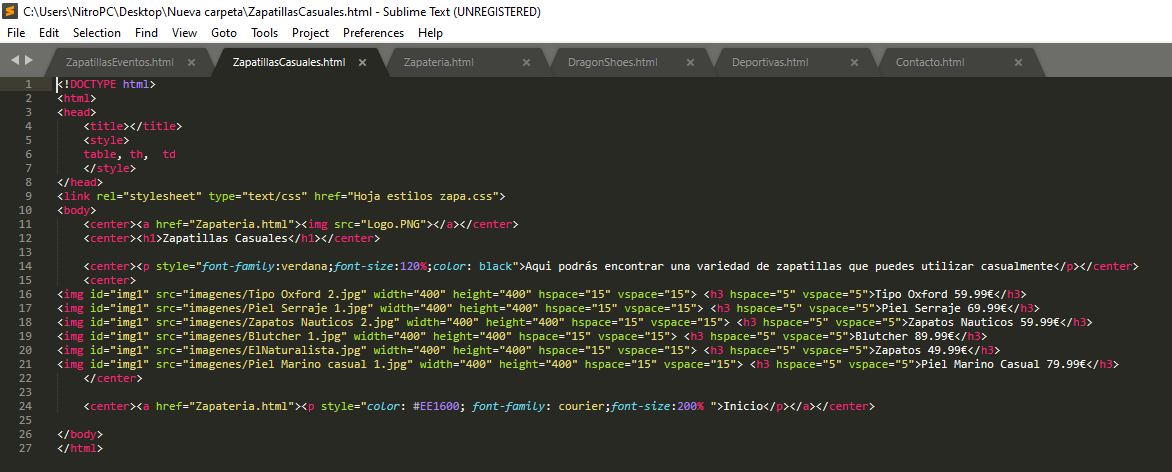 C:\Users\NitroPC\Desktop\Nueva carpeta\ZapatillasCasuales.html - Sublime Text (UNREGISTERED)
File Edit Selection Find View Goto Tools Project Preferences Help
ZapatillasEventos.html × ZapatillasCasuales.html × Zapateria.html × DragonShoes.html × Deportivas.html × Contacto.html ×
1 <!DOCTYPE html>
2 <html>
3 <head>
4 <title></title>
5 <style>
6 table, th,  td
7 </style>
8 </head>
9 <link rel="stylesheet" type="text/css" href="Hoja estilos zapa.css">
10 <body>
11 <center><a href="Zapateria.html"><img src="Logo.PNG"></a></center>
12 <center><h1>Zapatillas Casuales</h1></center>
13
14 <center><p style="font-family:verdana;font-size:120%;color: black">Aqui podrás encontrar una variedad de zapatillas que puedes utilizar casualmente</p></center>
15 <center>
16 <img id="img1" src="imagenes/Tipo Oxford 2.jpg" width="400" height="400" hspace="15" vspace="15"> <h3 hspace="5" vspace="5">Tipo Oxford 59.99€</h3>
17 <img id="img1" src="imagenes/Piel Serraje 1.jpg" width="400" height="400" hspace="15" vspace="15"> <h3 hspace="5" vspace="5">Piel Serraje 69.99€</h3>
18 <img id="img1" src="imagenes/Zapatos Nauticos 2.jpg" width="400" height="400" hspace="15" vspace="15"> <h3 hspace="5" vspace="5">Zapatos Nauticos 59.99€</h3>
19 <img id="img1" src="imagenes/Blutcher 1.jpg" width="400" height="400" hspace="15" vspace="15"> <h3 hspace="5" vspace="5">Blutcher 89.99€</h3>
20 <img id="img1" src="imagenes/ElNaturalista.jpg" width="400" height="400" hspace="15" vspace="15"> <h3 hspace="5" vspace="5">Zapatos 49.99€</h3>
21 <img id="img1" src="imagenes/Piel Marino casual 1.jpg" width="400" height="400" hspace="15" vspace="15"> <h3 hspace="5" vspace="5">Piel Marino Casual 79.99€</h3>
22 </center>
23
24 <center><a href="Zapateria.html"><p style="color: #EE1600; font-family: courier;font-size:200% ">Inicio</p></a></center>
25
26 </body>
27 </html>